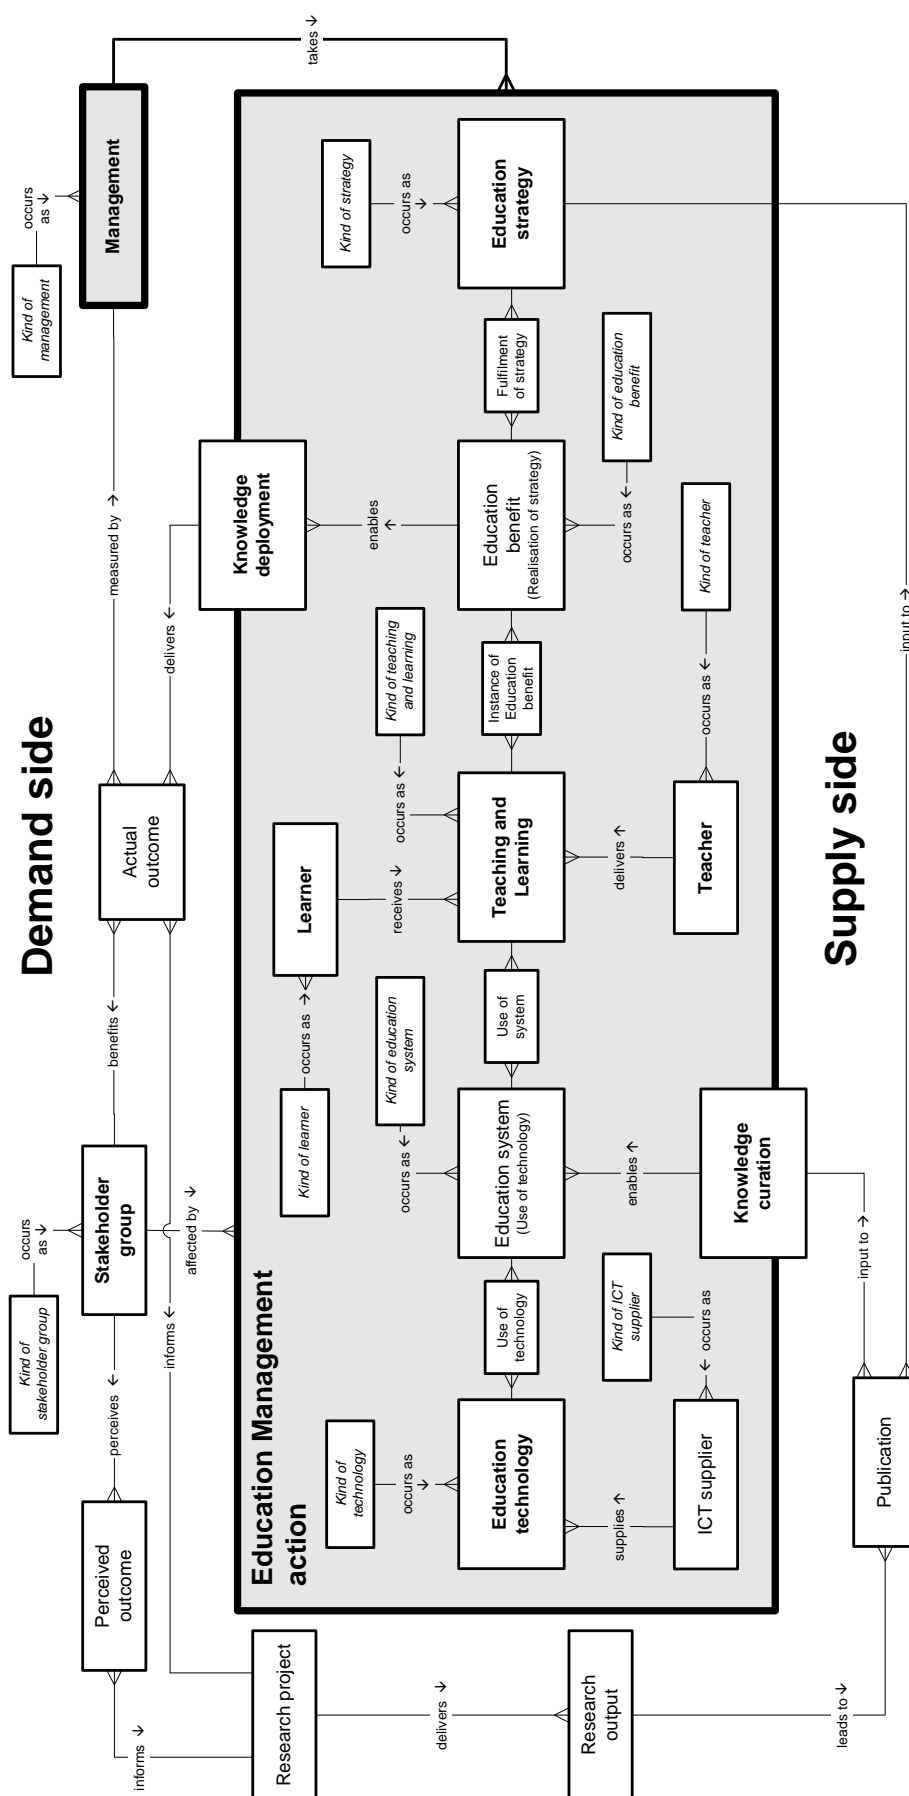 Demand side
Kind of
stakeholder group
occurs
as
Kind of
management
occurs
as
Perceived
outcome
perceives
Stakeholder
group
benefits
Actual
outcome
measured by
Management
informs
informs
affected by
delivers
takes
Research project
Education Management
action
Kind of learner
occurs as
Learner
Knowledge
deployment
Kind of
technology
occurs as
Kind of education
system
occurs as
receives
Kind of teaching
and learning
occurs as
enables
Kind of strategy
occurs as
delivers
Education
technology
Use of
technology
Education system
(Use of technology)
Use of
system
Teaching and
Learning
Instance of
Education
benefit
Education
benefit
(Realisation of strategy)
Fulfilment
of strategy
Education
strategy
Research
output
supplies
Kind of ICT
supplier
occurs as
enables
delivers
occurs as
Kind of education
benefit
ICT supplier
Knowledge
curation
Teacher
occurs as
Kind of teacher
leads to
Publication
input to
Supply side
input to